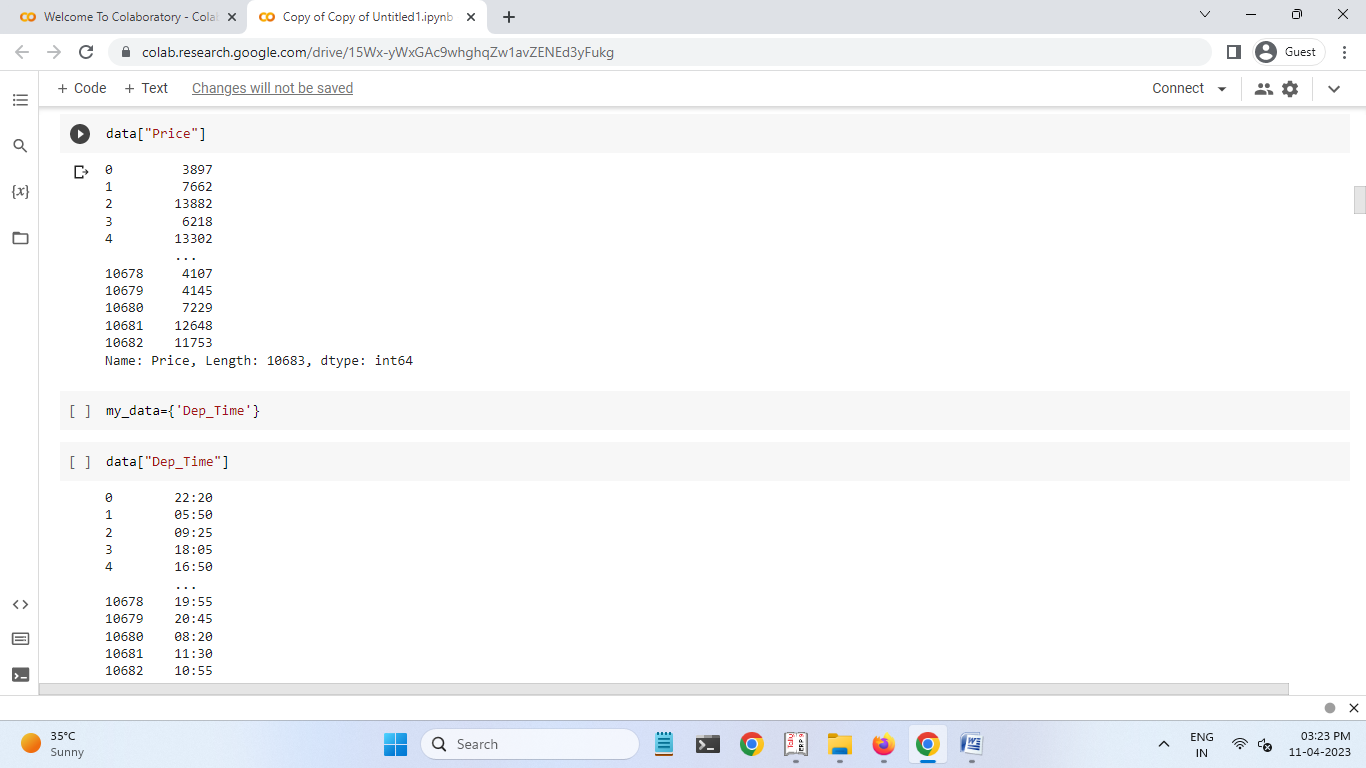 Welcome To Colaboratory - Cola
Copy of Copy of Untitled1.ipynb
colab.research.google.com/drive/15Wx-yWxGAc9whghqZw1avZENEd3yFukg
Guest
+ Code + Text Changes will not be saved
Connect
data["Price"]
0 3897
1 7662
2 13882
3 6218
4 13302
...
10678 4107
10679 4145
10680 7229
10681 12648
10682 11753
Name: Price, Length: 10683, dtype: int64
[ ] my_data={'Dep_Time'}
[ ] data["Dep_Time"]
0 22:20
1 05:50
2 09:25
3 18:05
4 16:50
...
10678 19:55
10679 20:45
10680 08:20
10681 11:30
10682 10:55
{x}
35°C
Sunny
Search
ENG
IN
03:23 PM
11-04-2023